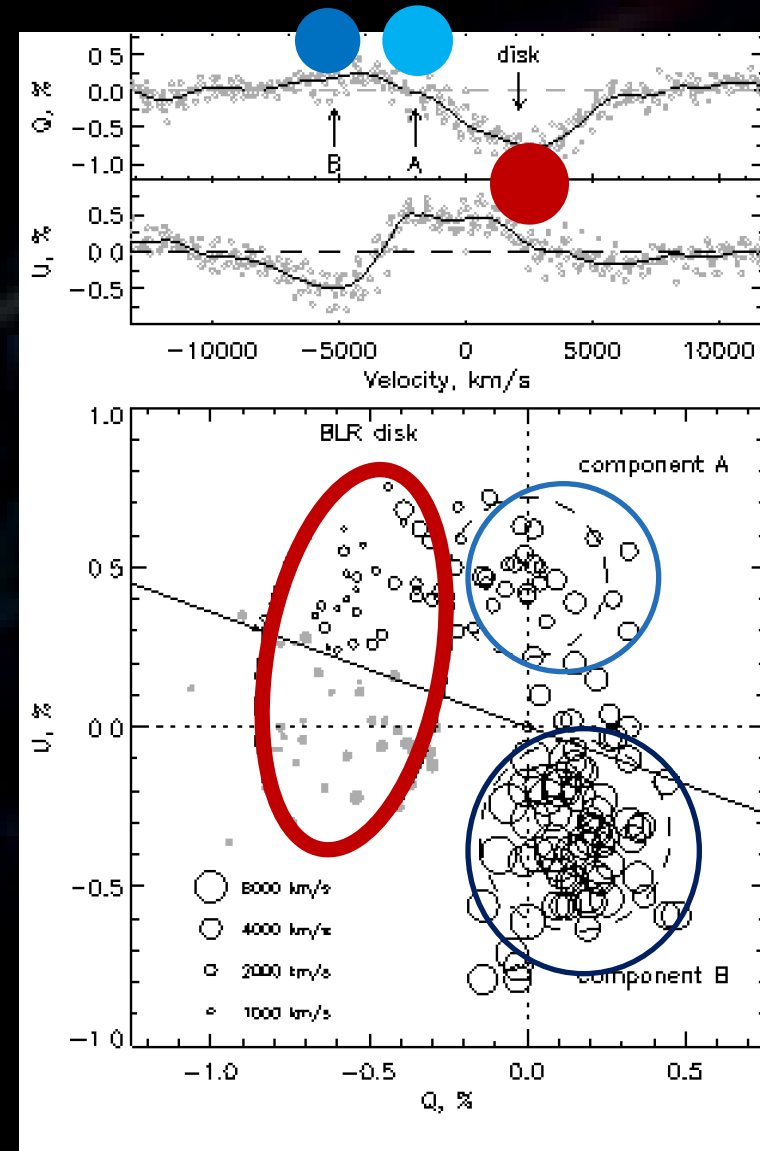 0.5
0.0
−0.5
−1.0
Q, %
disk
B
A
0.5
0.0
−0.5
U, %
−10000 −5000 0 5000 10000
Velocity, km/s
1.0
BLR disk
component A
0.5
0.0
U, %
−0.5
8000 km/s
4000 km/s
2000 km/s
1000 km/s
component B
−1.0
−1.0 −0.5 0.0 0.5
Q, %